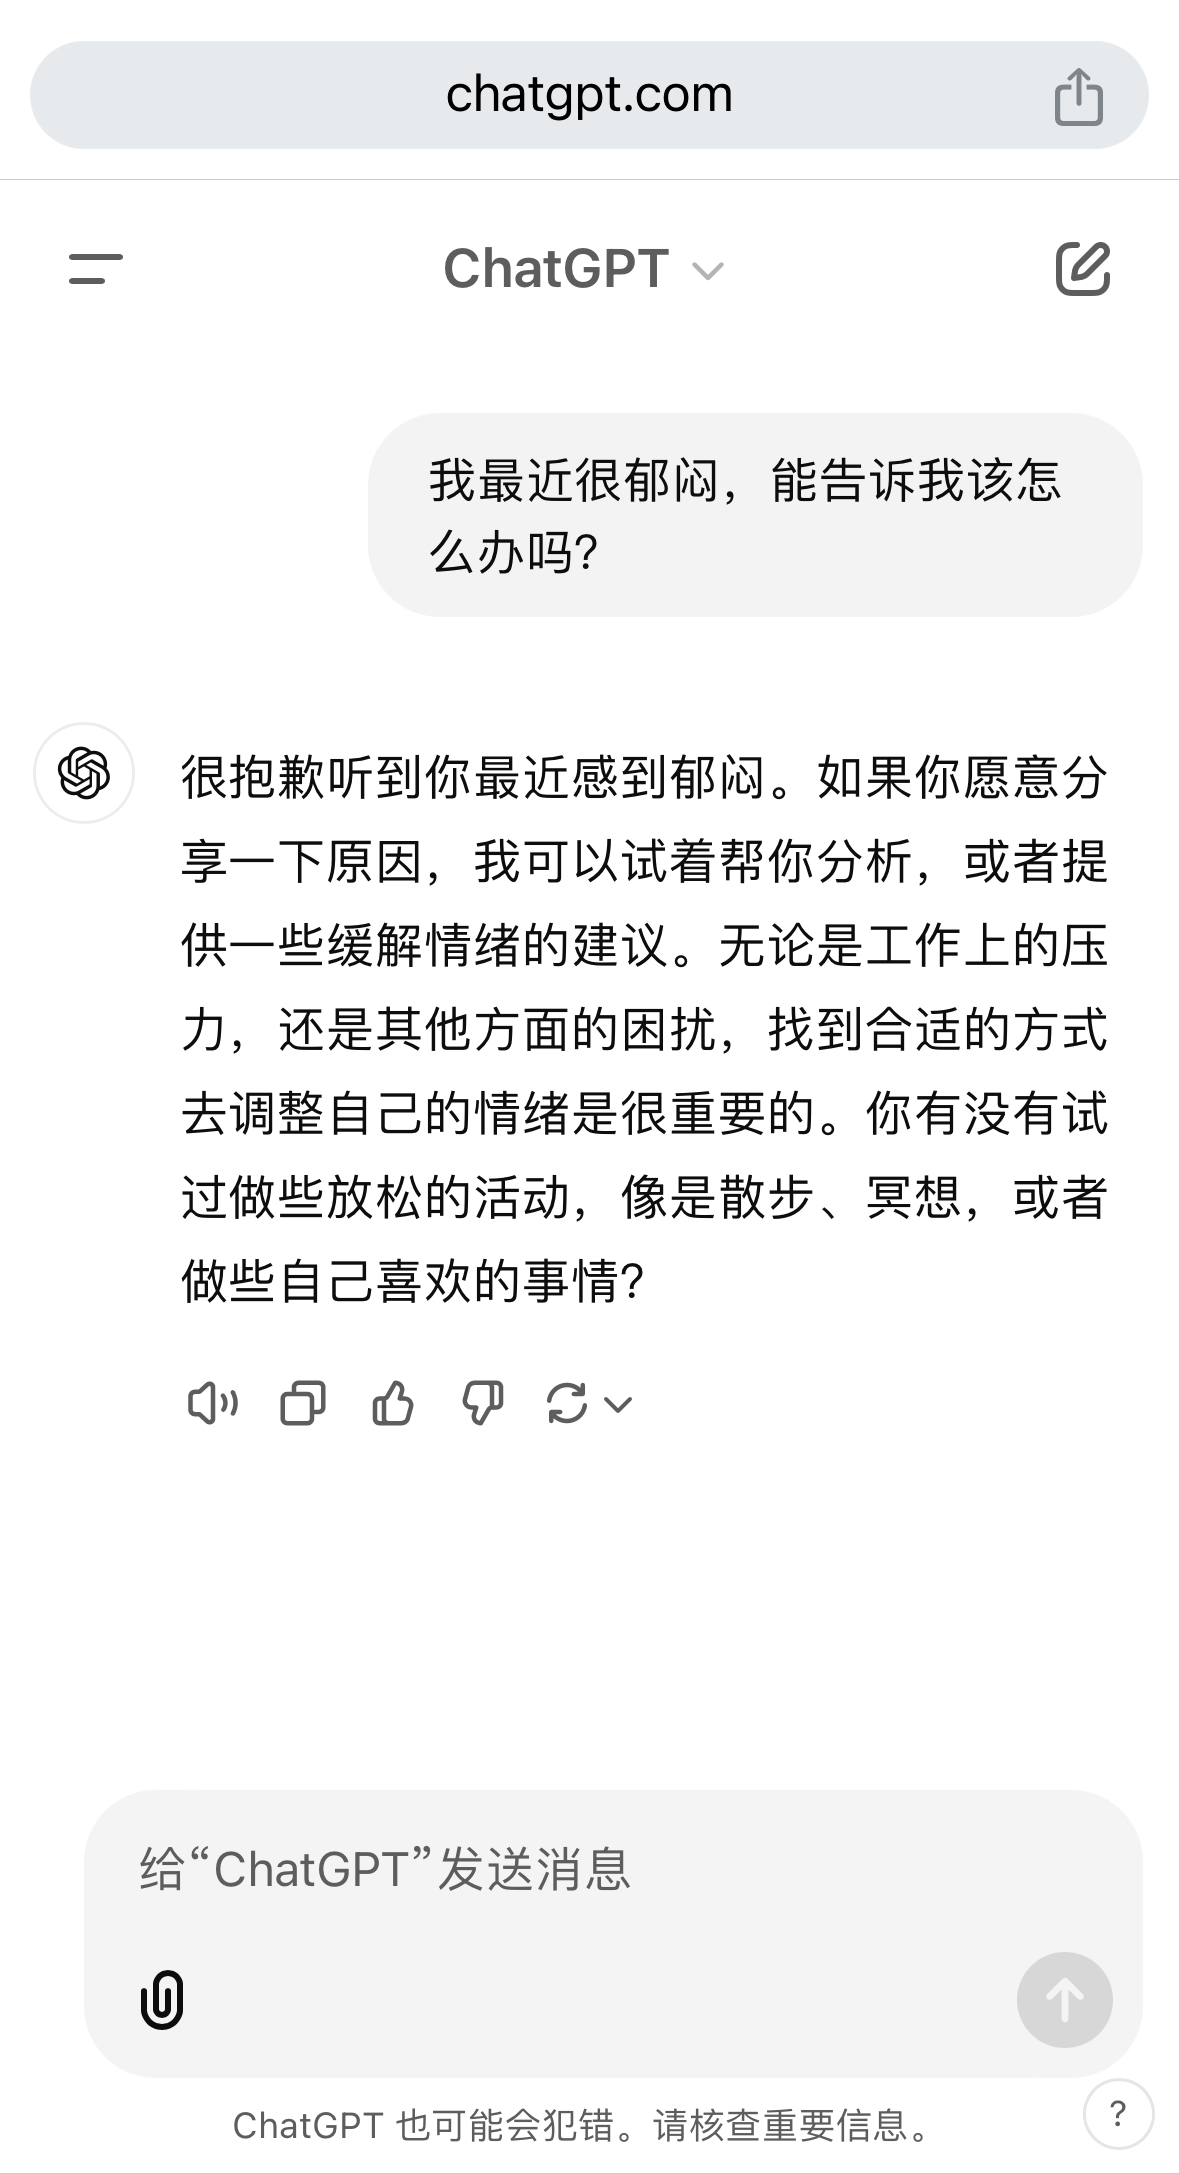 chatgpt.com
ChatGPT
我最近很郁闷，能告诉我该怎
么办吗?
很抱歉听到你最近感到郁闷。如果你愿意分
享一下原因，我可以试着帮你分析，或者提
供一些缓解情绪的建议。无论是工作上的压
力，还是其他方面的困扰，找到合适的方式
去调整自己的情绪是很重要的。你有没有试
过做些放松的活动，像是散步、冥想，或者
做些自己喜欢的事情?
给“ChatGPT”发送消息
ChatGPT 也可能会犯错。请核查重要信息。
?